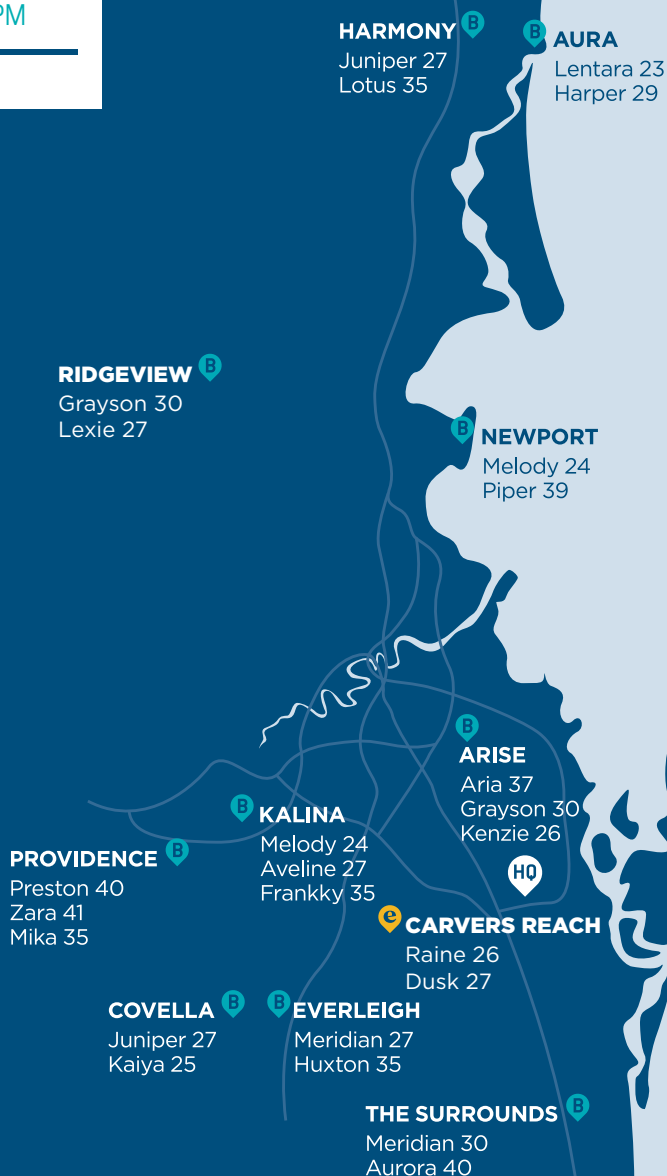 PM
HARMONY B
Juniper 27
Lotus 35
B AURA
Lentara 23
Harper 29
RIDGEVIEW B
Grayson 30
Lexie 27
B NEWPORT
Melody 24
Piper 39
B
ARISE
Aria 37
Grayson 30
Kenzie 26
B KALINA
Melody 24
Aveline 27
Frankky 35
PROVIDENCE B
Preston 40
Zara 41
Mika 35
HQ
e CARVERS REACH
Raine 26
Dusk 27
COVELLA B
Juniper 27
Kaiya 25
B EVERLEIGH
Meridian 27
Huxton 35
THE SURROUNDS B
Meridian 30
Aurora 40